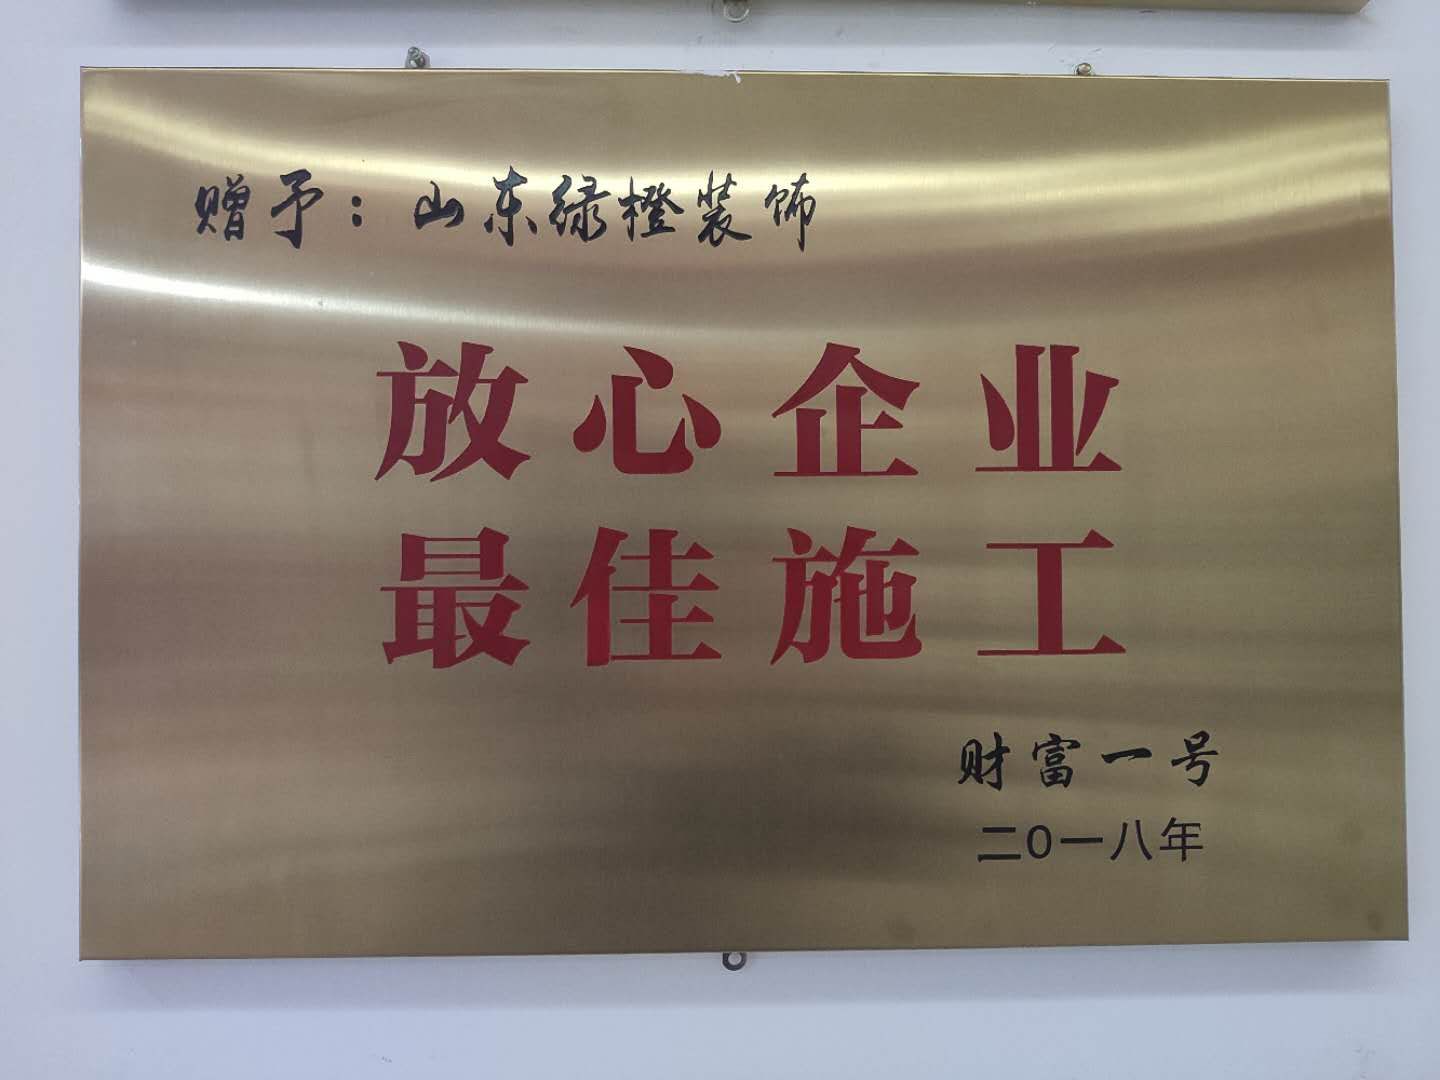 赠予：山东绿橙装饰
放心企业
最佳施工
财富一号
二〇一八年